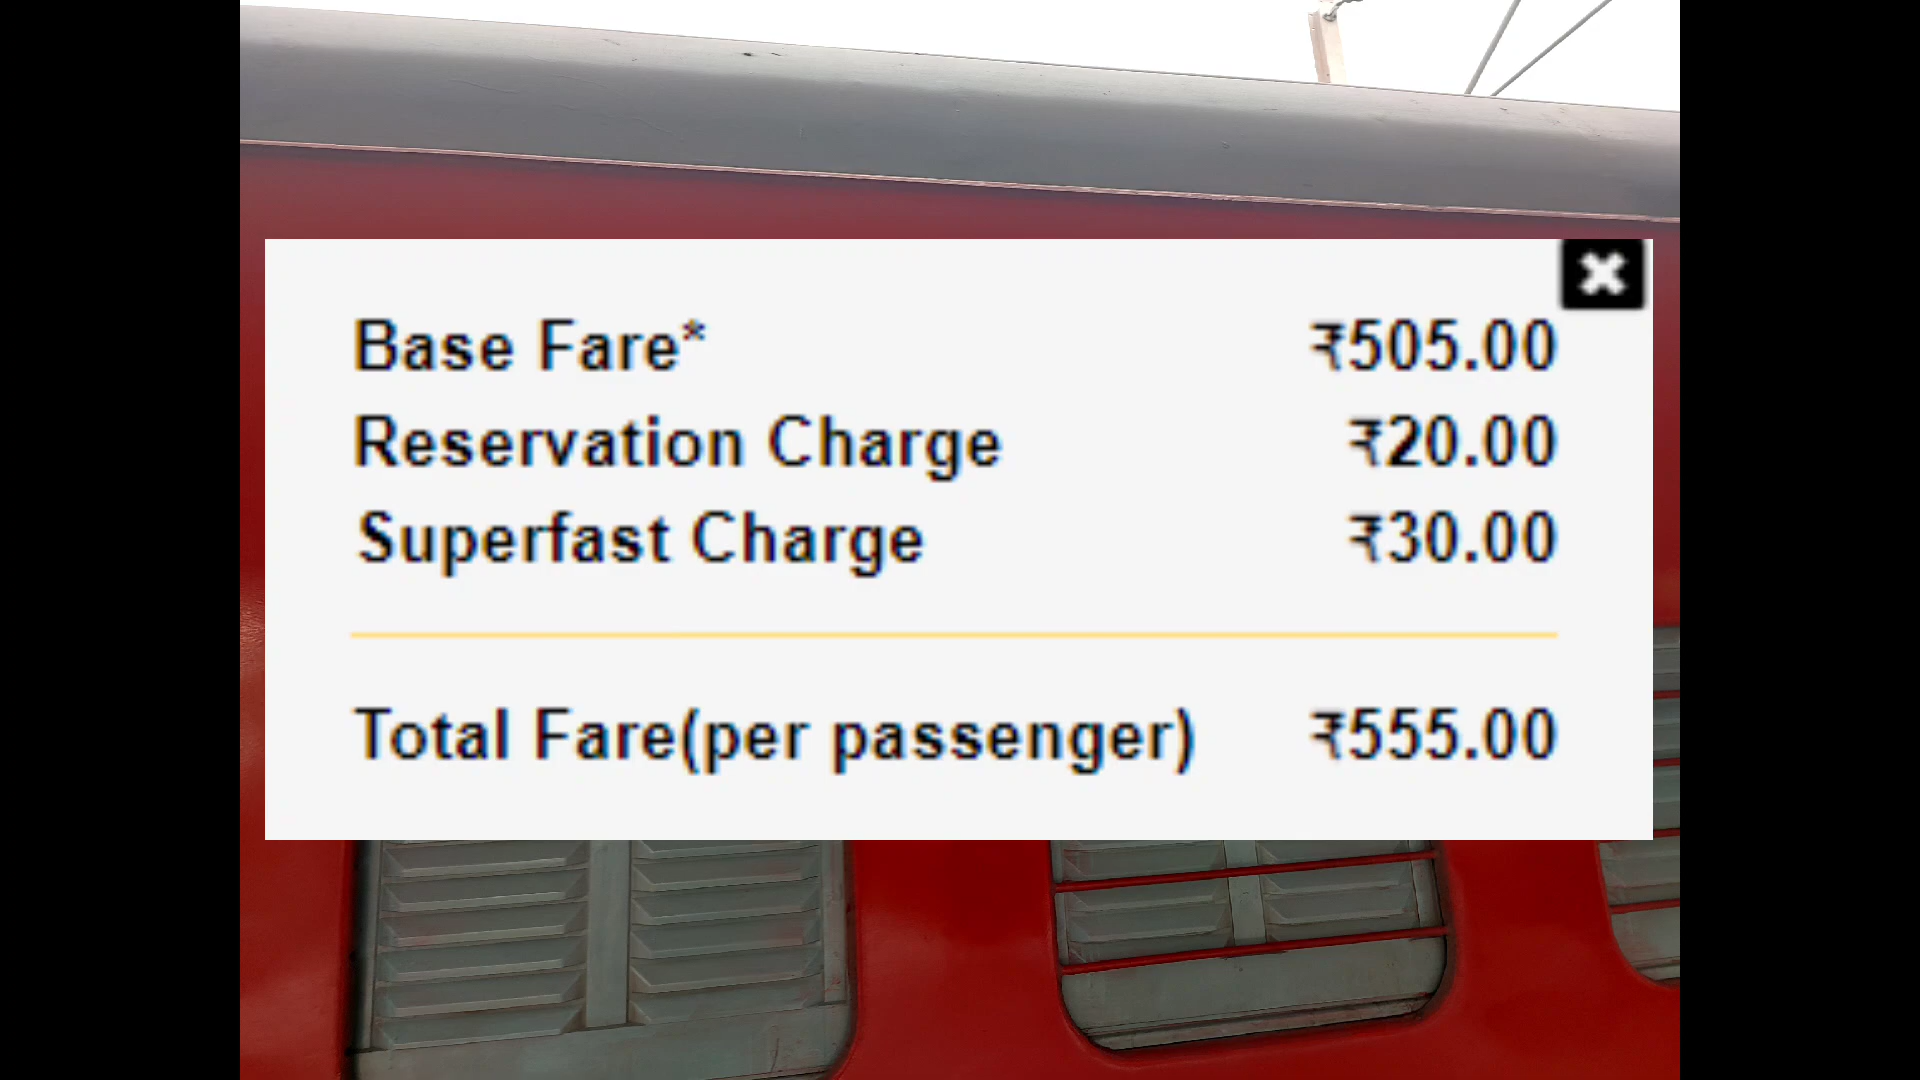 Base Fare* ₹505.00
Reservation Charge ₹20.00
Superfast Charge ₹30.00
Total Fare(per passenger) ₹555.00